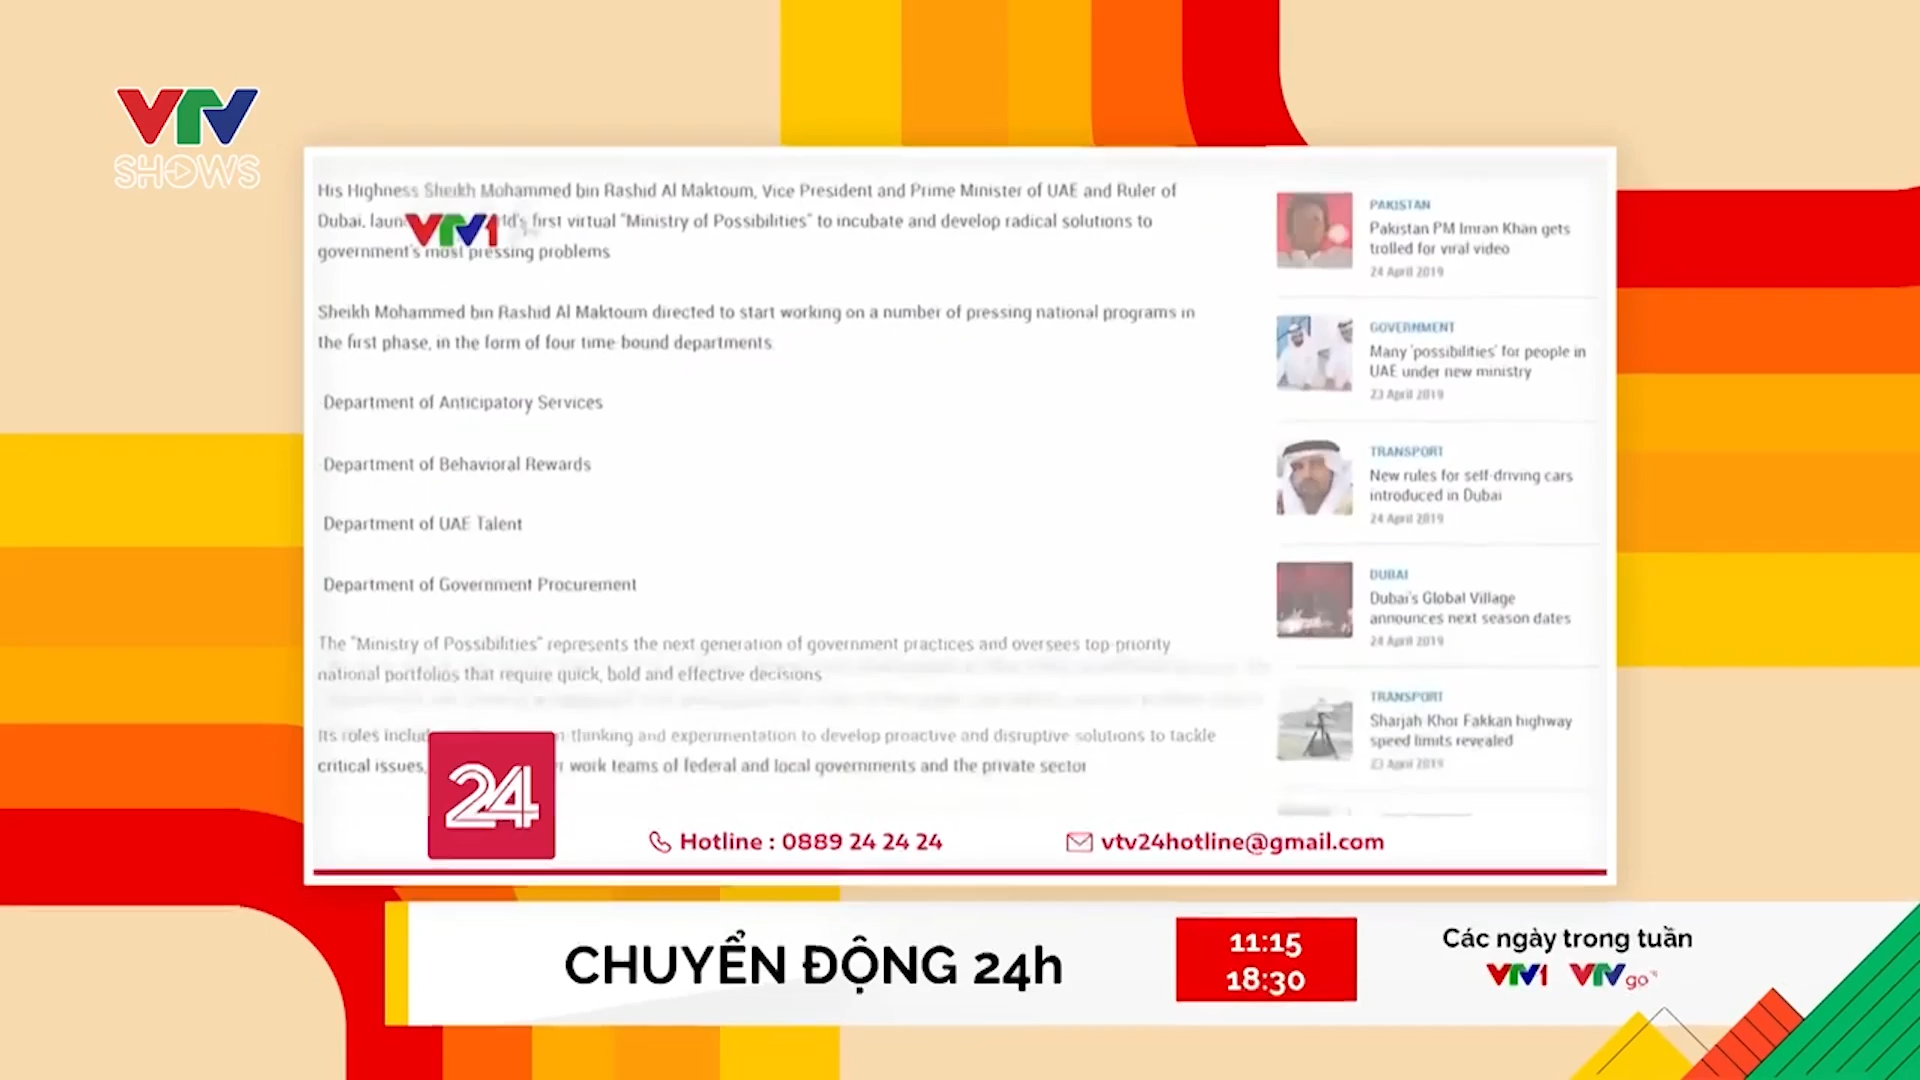 VTV
SHOWS
His Highness Sheikh Mohammed bin Rashid Al Maktoum, Vice President and Prime Minister of UAE and Ruler of
Dubai, laun VTV1 ld's first virtual "Ministry of Possibilities" to incubate and develop radical solutions to
government's most pressing problems
Sheikh Mohammed bin Rashid Al Maktoum directed to start working on a number of pressing national programs in
the first phase, in the form of four time-bound departments.
Department of Anticipatory Services
Department of Behavioral Rewards
Department of UAE Talent
Department of Government Procurement
The "Ministry of Possibilities" represents the next generation of government practices and oversees top-priority
national portfolios that require quick, bold and effective decisions
Its roles includ thinking and experimentation to develop proactive and disruptive solutions to tackle
critical issues, work teams of federal and local governments and the private sector
PAKISTAN
Pakistan PM Imran Khan gets
trolled for viral video
24 April 2019
GOVERNMENT
Many 'possibilities' for people in
UAE under new ministry
23 April 2019
TRANSPORT
New rules for self-driving cars
introduced in Dubai
24 April 2019
DUBAI
Dubai's Global Village
announces next season dates
24 April 2019
TRANSPORT
Sharjah Khor Fakkan highway
speed limits revealed
23 April 2019
24
Hotline : 0889 24 24 24
vtv24hotline@gmail.com
CHUYỂN ĐỘNG 24h
11:15
18:30
Các ngày trong tuần
VTV1 VTVgo